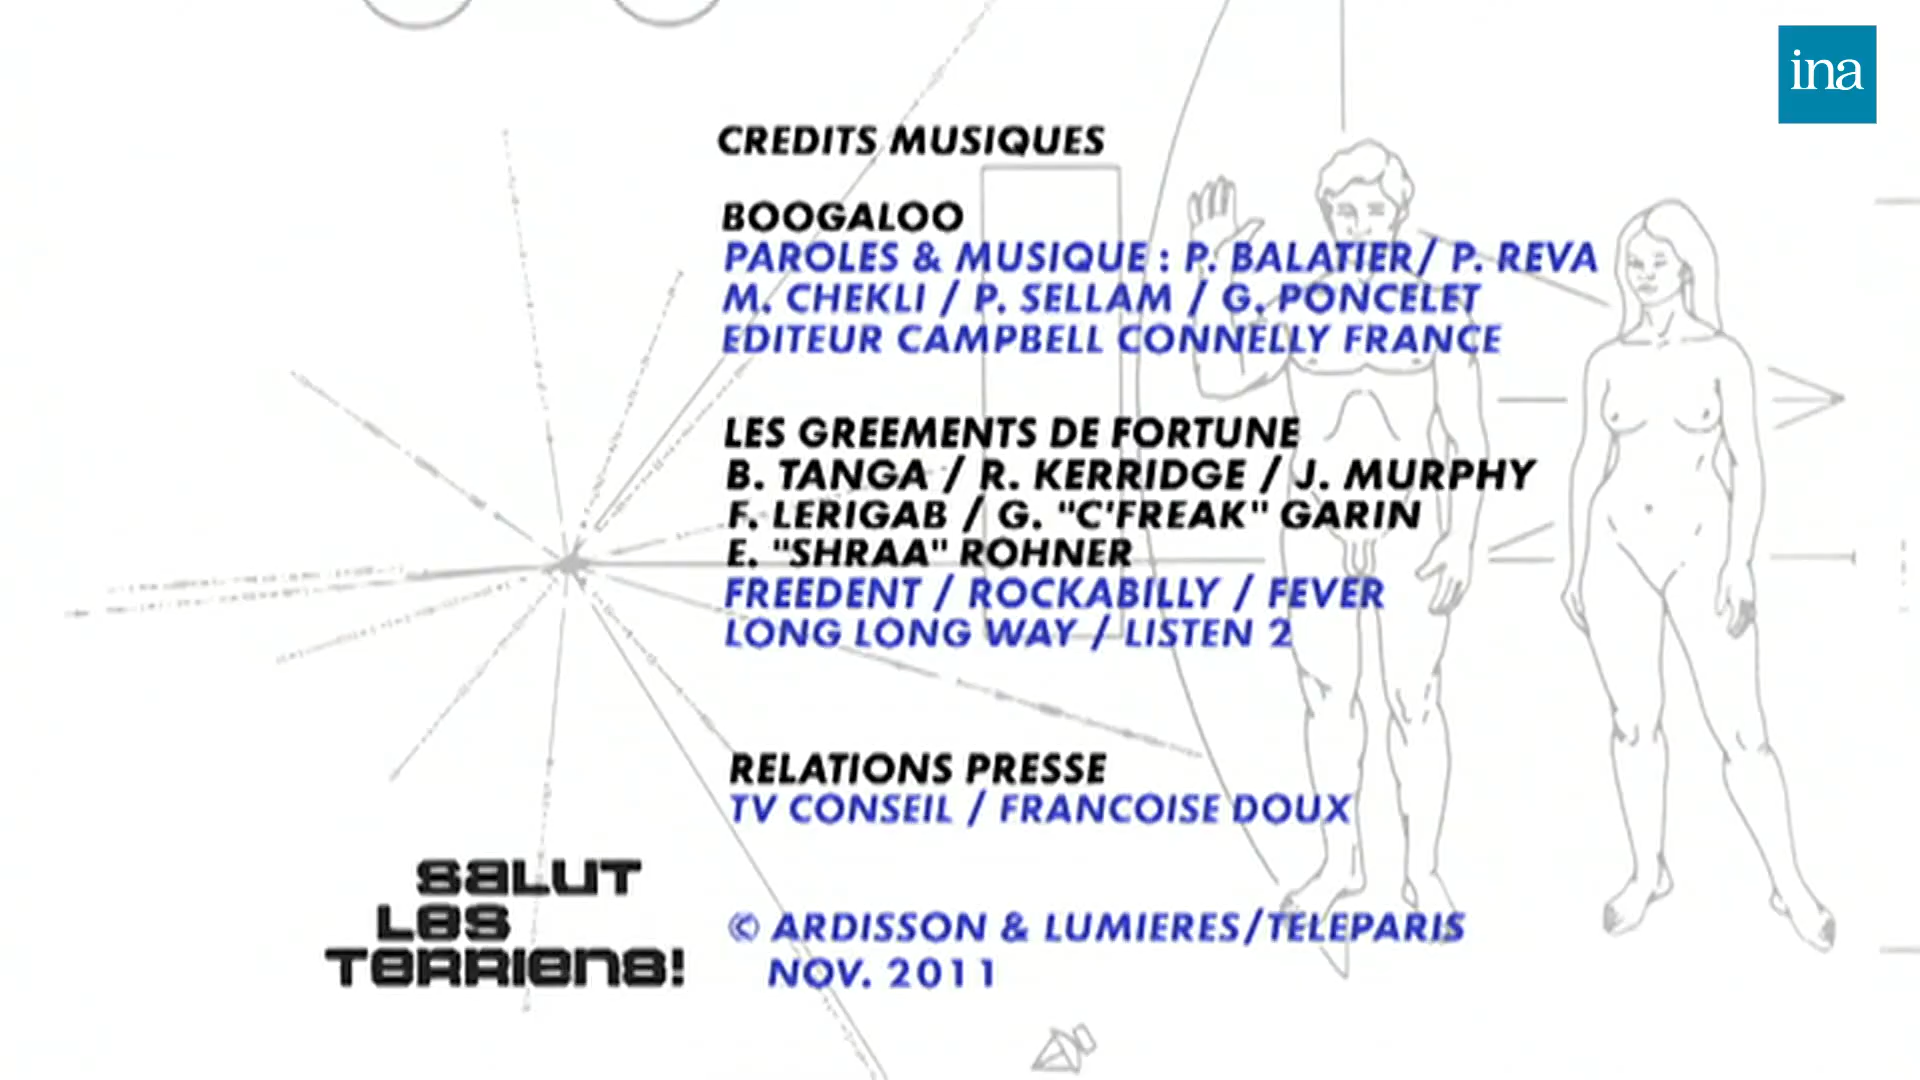 ina
CREDITS MUSIQUES
BOOGALOO
PAROLES & MUSIQUE : P. BALATIER/ P. REVA
M. CHEKLI / P. SELLAM / G. PONCELET
EDITEUR CAMPBELL CONNELLY FRANCE
LES GREEMENTS DE FORTUNE
B. TANGA / R. KERRIDGE / J. MURPHY
F. LERIGAB / G. "C'FREAK" GARIN
E. "SHRAA" ROHNER
FREEDENT / ROCKABILLY / FEVER
LONG LONG WAY / LISTEN 2
RELATIONS PRESSE
TV CONSEIL / FRANCOISE DOUX
SALUT
LES
TERRIENS!
© ARDISSON & LUMIERES/TELEPARIS
NOV. 2011